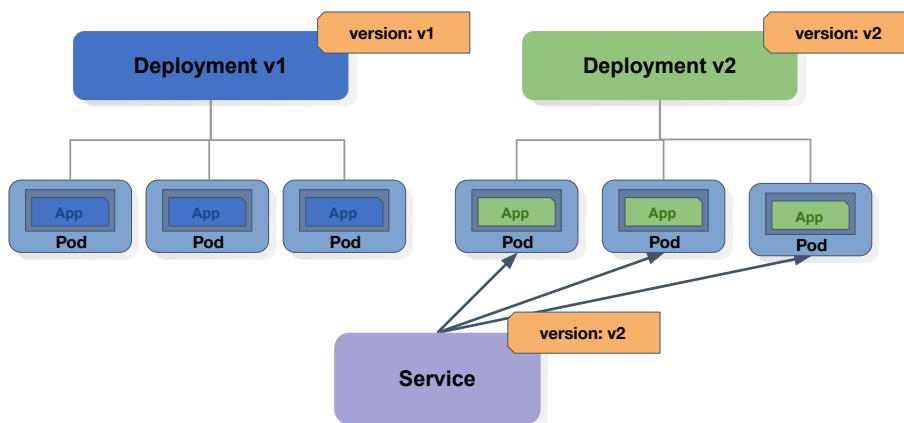 version: v1
version: v2
Deployment v1
Deployment v2
App
App
App
App
App
App
Pod
Pod
Pod
Pod
Pod
Pod
version: v2
Service